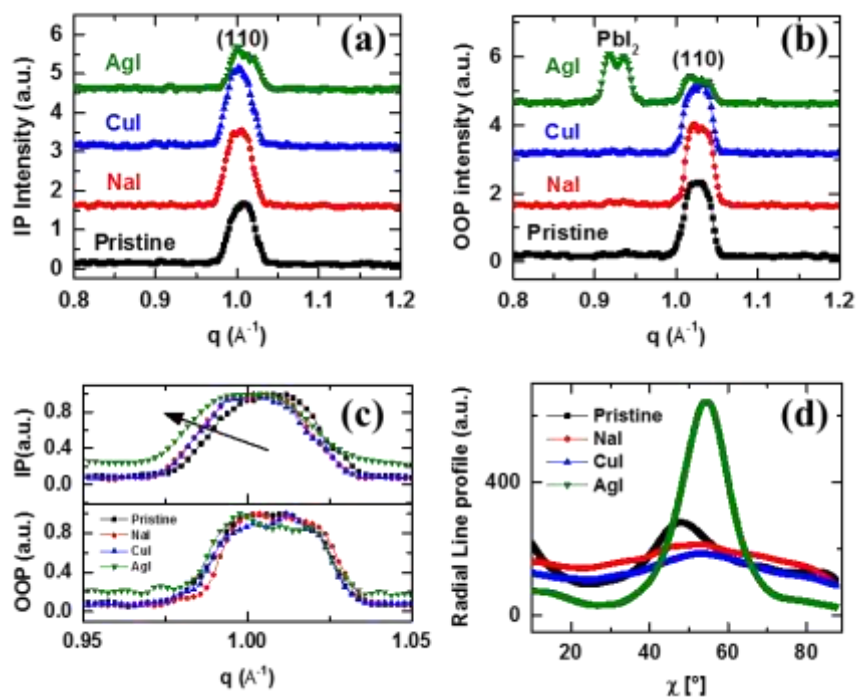 (a)
(110)
AgI
CuI
NaI
Pristine
IP Intensity (a.u.)
0 1 2 3 4 5 6
0.8 0.9 1.0 1.1 1.2
q (Å⁻¹)
(b)
PbI₂
(110)
AgI
CuI
NaI
Pristine
OOP intensity (a.u.)
0 2 4 6
0.8 0.9 1.0 1.1 1.2
q (Å⁻¹)
(c)
IP(a.u.)
0.0 0.4 0.8
OOP (a.u.)
0.0 0.4 0.8
Pristine
NaI
CuI
AgI
0.95 1.00 1.05
q (Å⁻¹)
(d)
Pristine
NaI
CuI
AgI
Radial Line profile (a.u.)
0 400
20 40 60 80
χ [°]